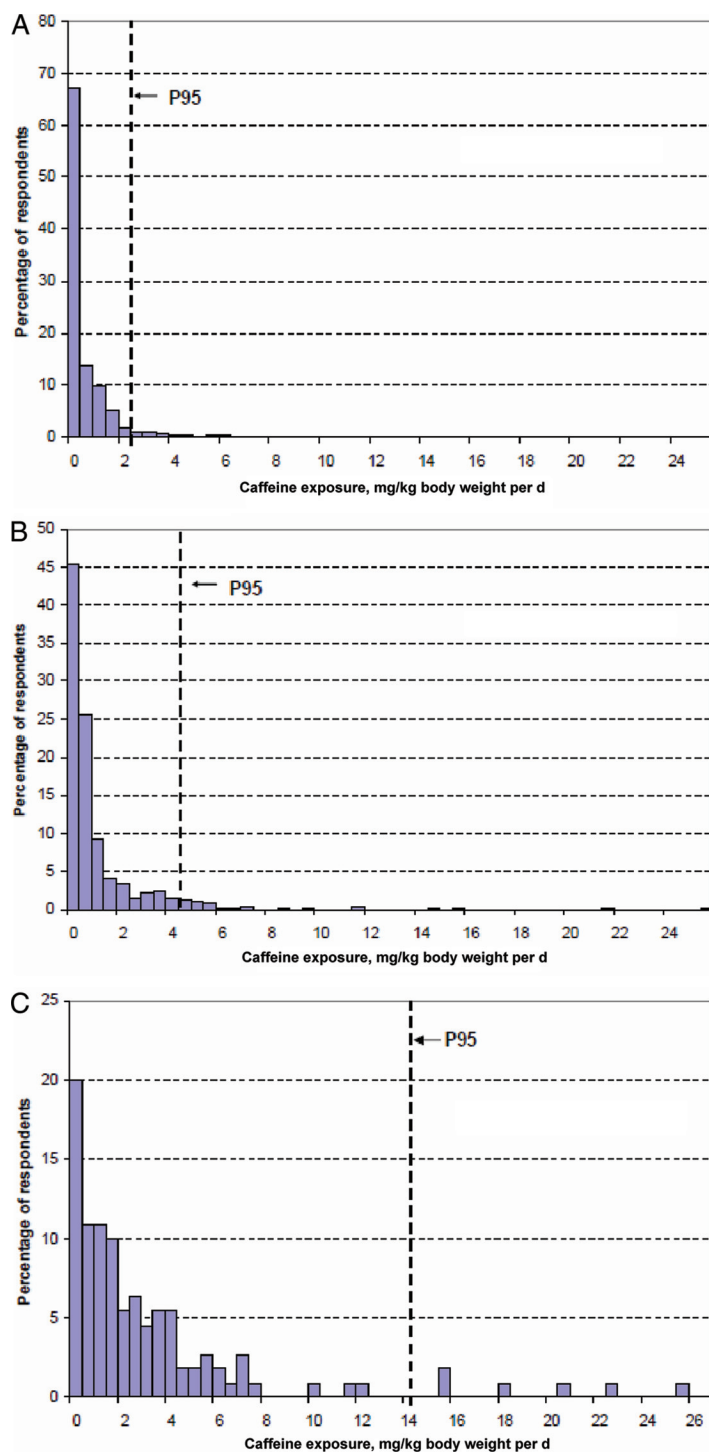 A
80
70
60
50
40
30
20
10
0
Percentage of respondents
P95
0 2 4 6 8 10 12 14 16 18 20 22 24
Caffeine exposure, mg/kg body weight per d
B
50
45
40
35
30
25
20
15
10
5
0
Percentage of respondents
P95
0 2 4 6 8 10 12 14 16 18 20 22 24
Caffeine exposure, mg/kg body weight per d
C
25
20
15
10
5
0
Percentage of respondents
P95
0 2 4 6 8 10 12 14 16 18 20 22 24 26
Caffeine exposure, mg/kg body weight per d